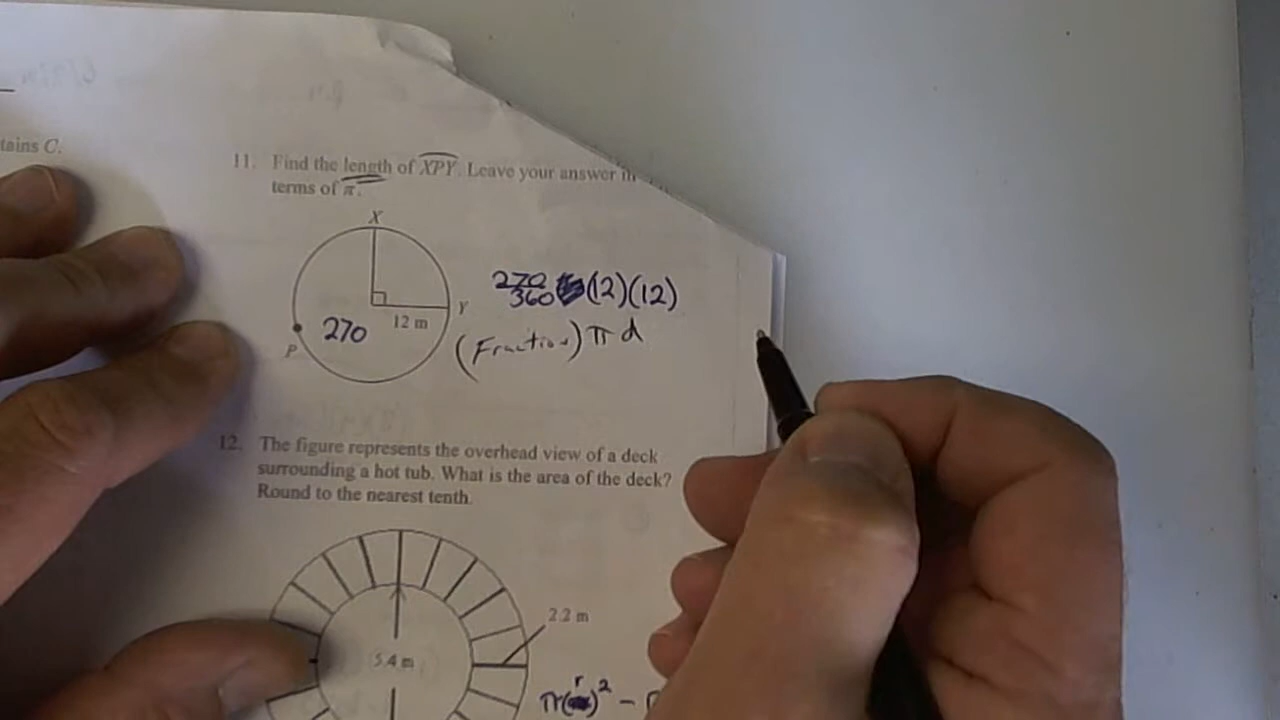 tains C.
11. Find the length of XPY. Leave your answer in
terms of π.
X
270
360 (12)(12)
Y
12 m
270
P
(Fraction) π d
12. The figure represents the overhead view of a deck
surrounding a hot tub. What is the area of the deck?
Round to the nearest tenth.
2.2 m
5.4 m
π( r )² −